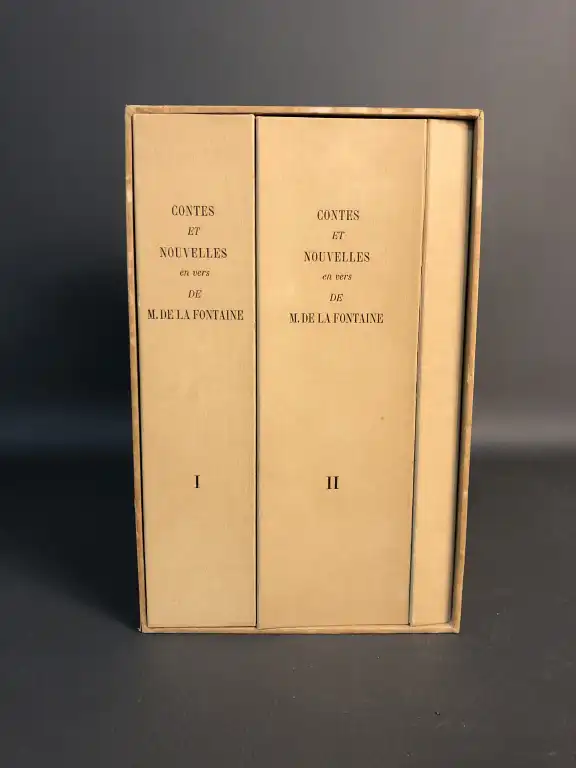 CONTES
ET
NOUVELLES
en vers
DE
M. DE LA FONTAINE
I
CONTES
ET
NOUVELLES
en vers
DE
M. DE LA FONTAINE
II